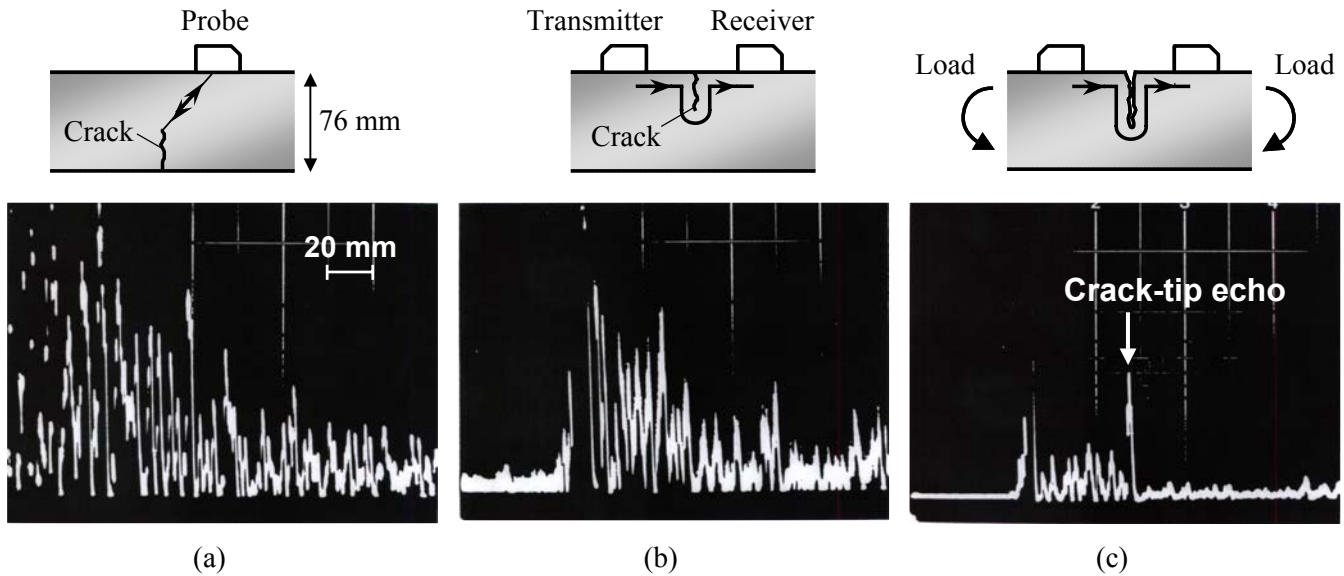 Probe
Crack
76 mm
Transmitter
Receiver
Crack
Load
Load
20 mm
2
3
4
Crack-tip echo
(a)
(b)
(c)